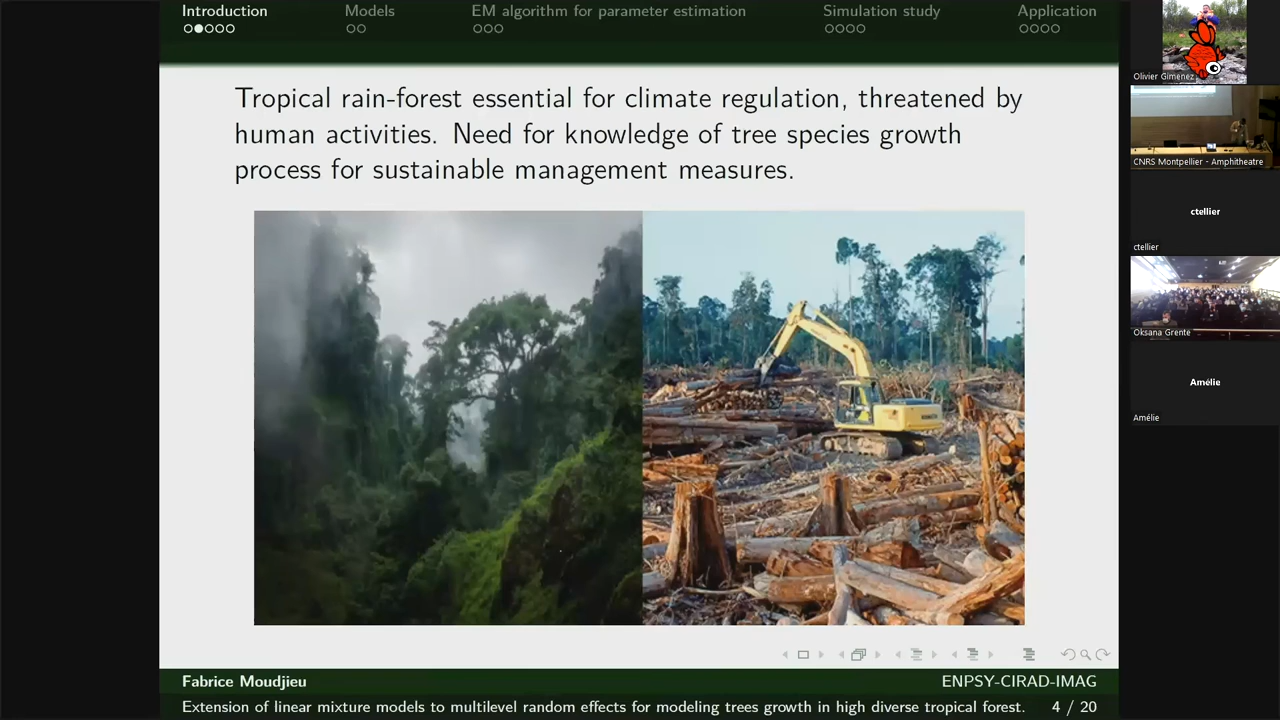 Introduction
Models
EM algorithm for parameter estimation
Simulation study
Application
Tropical rain-forest essential for climate regulation, threatened by
human activities. Need for knowledge of tree species growth
process for sustainable management measures.
Fabrice Moudjieu
ENPSY-CIRAD-IMAG
Extension of linear mixture models to multilevel random effects for modeling trees growth in high diverse tropical forest.
4 / 20
Olivier Gimenez
CNRS Montpellier - Amphitheatre
ctellier
ctellier
Oksana Grente
Amélie
Amélie